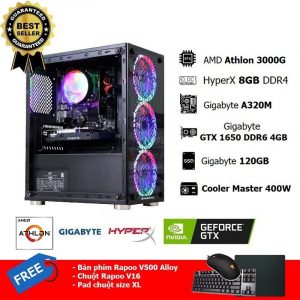 GUARANTEED
BEST
SELLER
GUARANTEED
AMD Athlon 3000G
HyperX 8GB DDR4
Gigabyte A320M
Gigabyte
GTX 1650 DDR6 4GB
SSD
Gigabyte 120GB
Cooler Master 400W
AMD
ATHLON
GIGABYTE
HYPERX
NVIDIA
GEFORCE
GTX
FREE
- Bàn phím Rapoo V500 Alloy
- Chuột Rapoo V16
- Pad chuột size XL